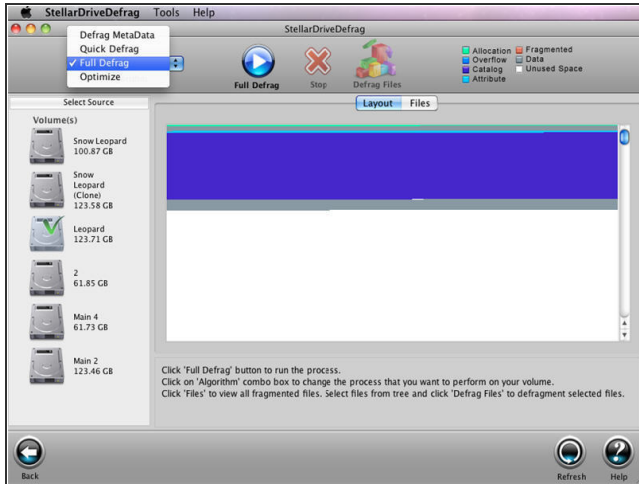 StellarDriveDefrag Tools Help
StellarDriveDefrag
Defrag MetaData
Quick Defrag
✓ Full Defrag
Optimize
Full Defrag
Stop
Defrag Files
Allocation
Fragmented
Overflow
Data
Catalog
Unused Space
Attribute
Select Source
Layout Files
Volume(s)
Snow Leopard
100.87 GB
Snow
Leopard
(Clone)
123.58 GB
Leopard
123.71 GB
2
61.85 GB
Main 4
61.73 GB
Main 2
123.46 GB
Click 'Full Defrag' button to run the process.
Click on 'Algorithm' combo box to change the process that you want to perform on your volume.
Click 'Files' to view all fragmented files. Select files from tree and click 'Defrag Files' to defragment selected files.
Back
Refresh
Help